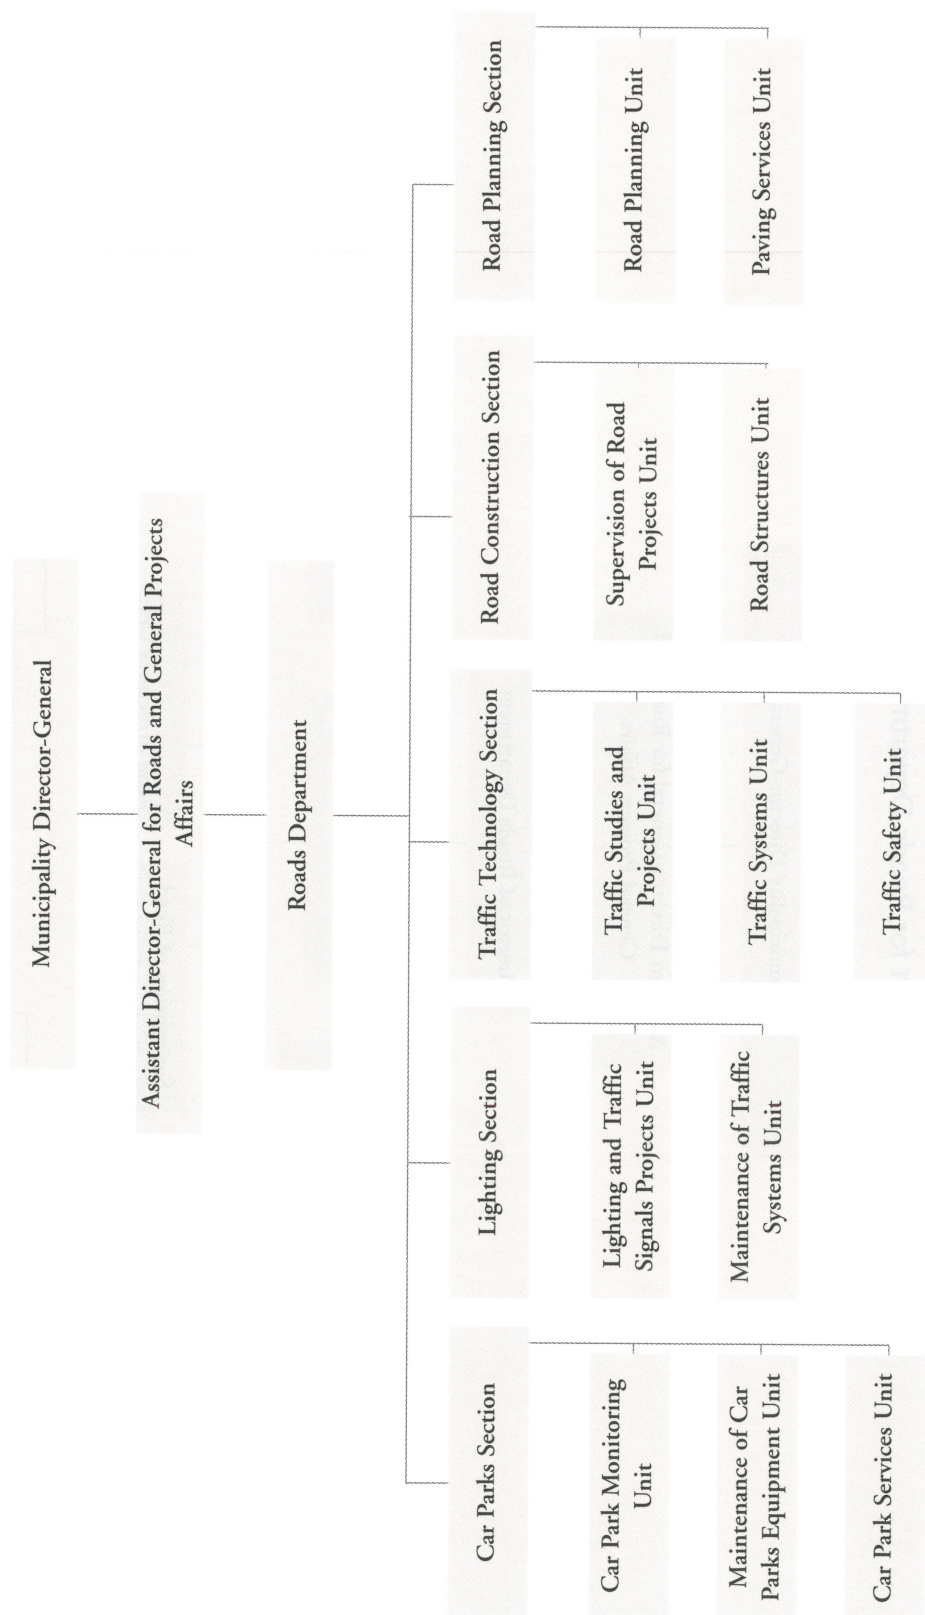 Municipality Director-General
Assistant Director-General for Roads and General Projects
Affairs
Roads Department
Car Parks Section
Lighting Section
Traffic Technology Section
Road Construction Section
Road Planning Section
Car Park Monitoring
Unit
Lighting and Traffic
Signals Projects Unit
Traffic Studies and
Projects Unit
Supervision of Road
Projects Unit
Road Planning Unit
Maintenance of Car
Parks Equipment Unit
Maintenance of Traffic
Systems Unit
Traffic Systems Unit
Road Structures Unit
Paving Services Unit
Car Park Services Unit
Traffic Safety Unit